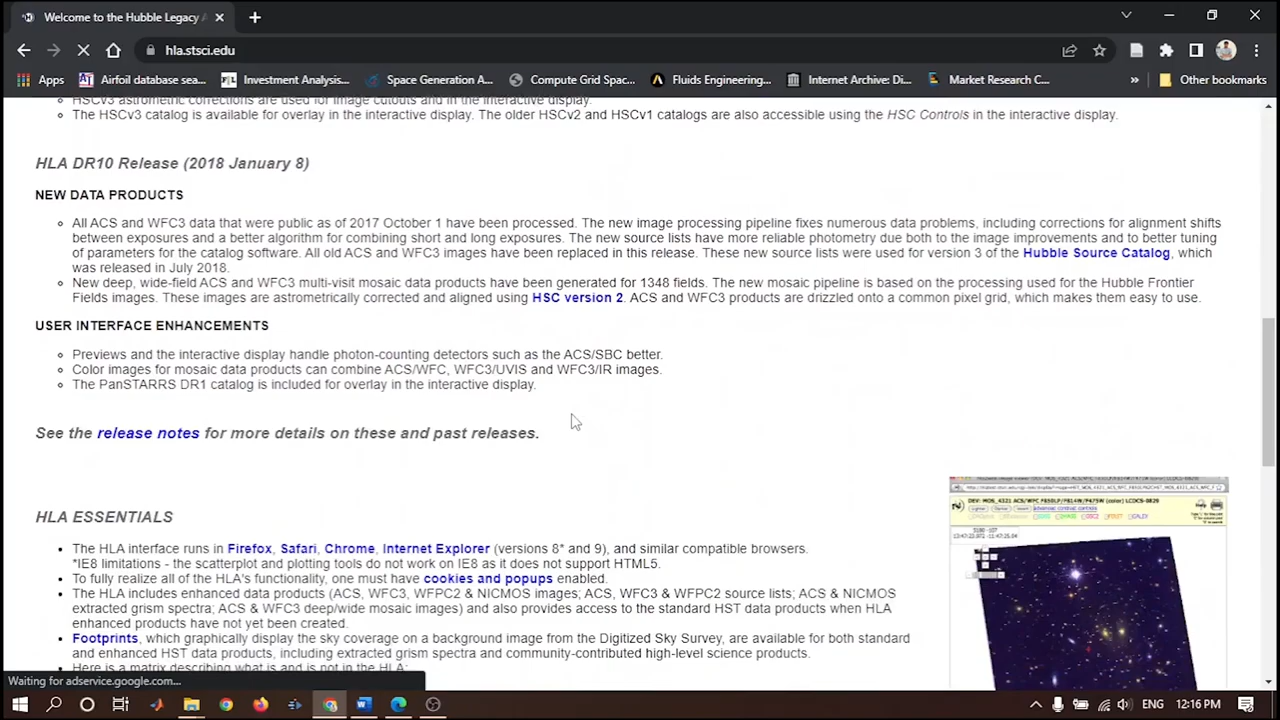 Welcome to the Hubble Legacy A
hla.stsci.edu
Apps Airfoil database sea... Investment Analysis... Space Generation A... Compute Grid Spac... Fluids Engineering... Internet Archive: Di... Market Research C... » Other bookmarks
HSCv3 astrometric corrections are used for image cutouts and in the interactive display.
The HSCv3 catalog is available for overlay in the interactive display. The older HSCv2 and HSCv1 catalogs are also accessible using the HSC Controls in the interactive display.
HLA DR10 Release (2018 January 8)
NEW DATA PRODUCTS
All ACS and WFC3 data that were public as of 2017 October 1 have been processed. The new image processing pipeline fixes numerous data problems, including corrections for alignment shifts
between exposures and a better algorithm for combining short and long exposures. The new source lists have more reliable photometry due both to the image improvements and to better tuning
of parameters for the catalog software. All old ACS and WFC3 images have been replaced in this release. These new source lists were used for version 3 of the Hubble Source Catalog, which
was released in July 2018.
New deep, wide-field ACS and WFC3 multi-visit mosaic data products have been generated for 1348 fields. The new mosaic pipeline is based on the processing used for the Hubble Frontier
Fields images. These images are astrometrically corrected and aligned using HSC version 2. ACS and WFC3 products are drizzled onto a common pixel grid, which makes them easy to use.
USER INTERFACE ENHANCEMENTS
Previews and the interactive display handle photon-counting detectors such as the ACS/SBC better.
Color images for mosaic data products can combine ACS/WFC, WFC3/UVIS and WFC3/IR images.
The PanSTARRS DR1 catalog is included for overlay in the interactive display.
See the release notes for more details on these and past releases.
HLA ESSENTIALS
The HLA interface runs in Firefox, Safari, Chrome, Internet Explorer (versions 8* and 9), and similar compatible browsers.
*IE8 limitations - the scatterplot and plotting tools do not work on IE8 as it does not support HTML5.
To fully realize all of the HLA's functionality, one must have cookies and popups enabled.
The HLA includes enhanced data products (ACS, WFC3, WFPC2 & NICMOS images; ACS, WFC3 & WFPC2 source lists; ACS & NICMOS
extracted grism spectra; ACS & WFC3 deep/wide mosaic images) and also provides access to the standard HST data products when HLA
enhanced products have not yet been created.
Footprints, which graphically display the sky coverage on a background image from the Digitized Sky Survey, are available for both standard
and enhanced HST data products, including extracted grism spectra and community-contributed high-level science products.
Here is a matrix describing what is and is not in the HLA:
Waiting for adservice.google.com...
ENG 12:16 PM